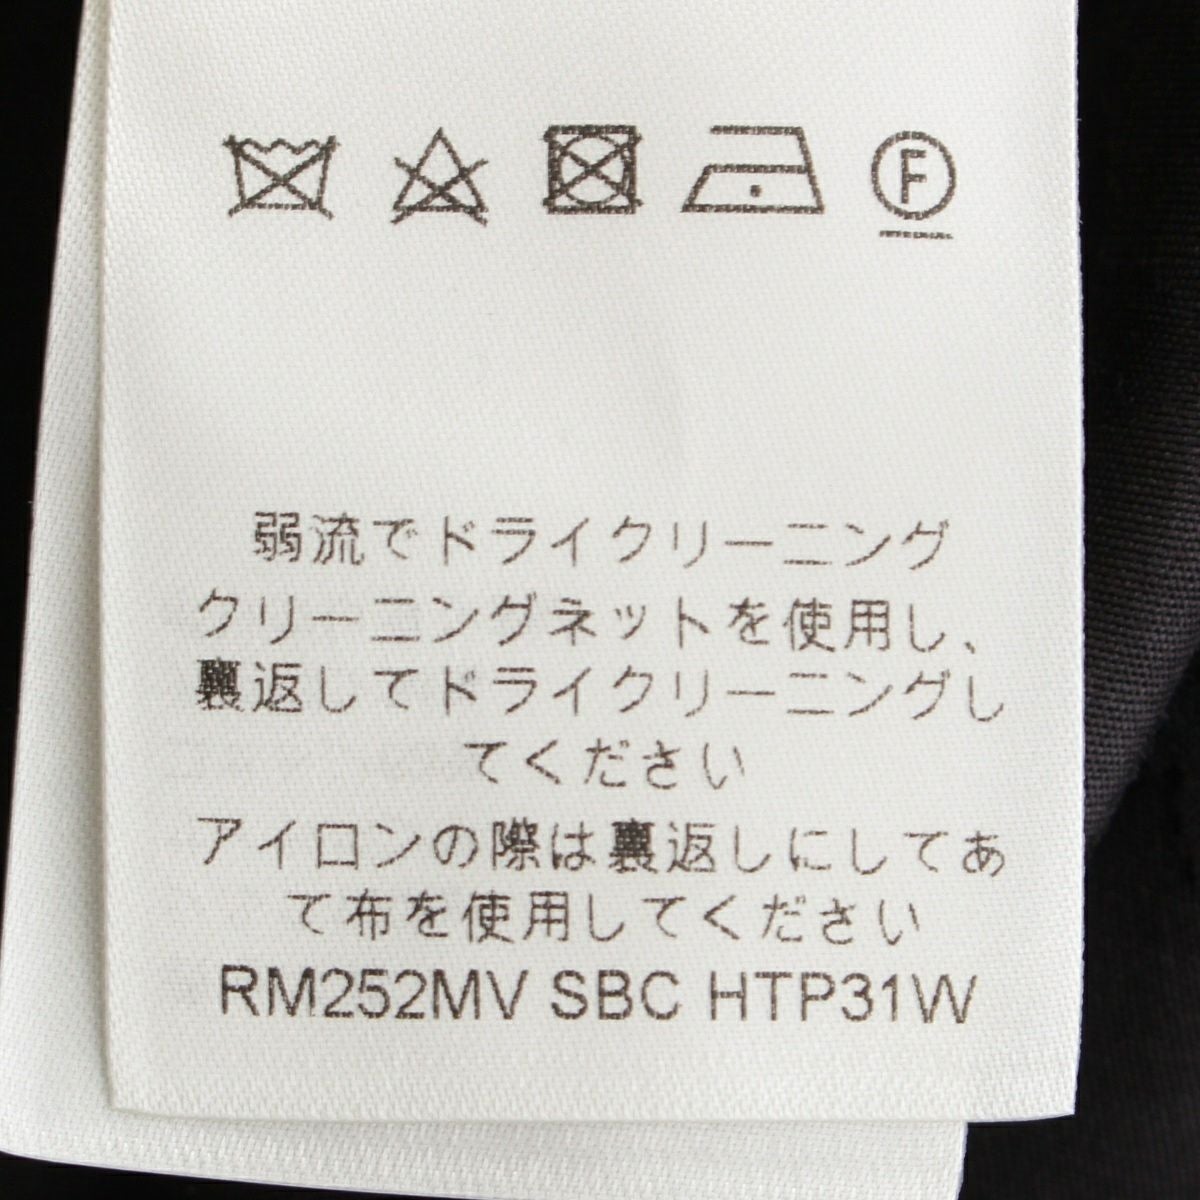 F
弱流でドライクリーニング
クリーニングネットを使用し、
裏返してドライクリーニングし
てください
アイロンの際は裏返しにしてあ
て布を使用してください
RM252MV SBC HTP31W